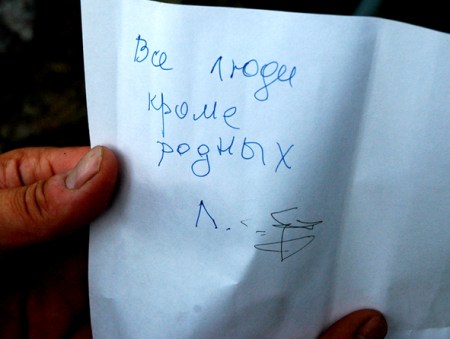 Все люди
кроме
родных
Л.